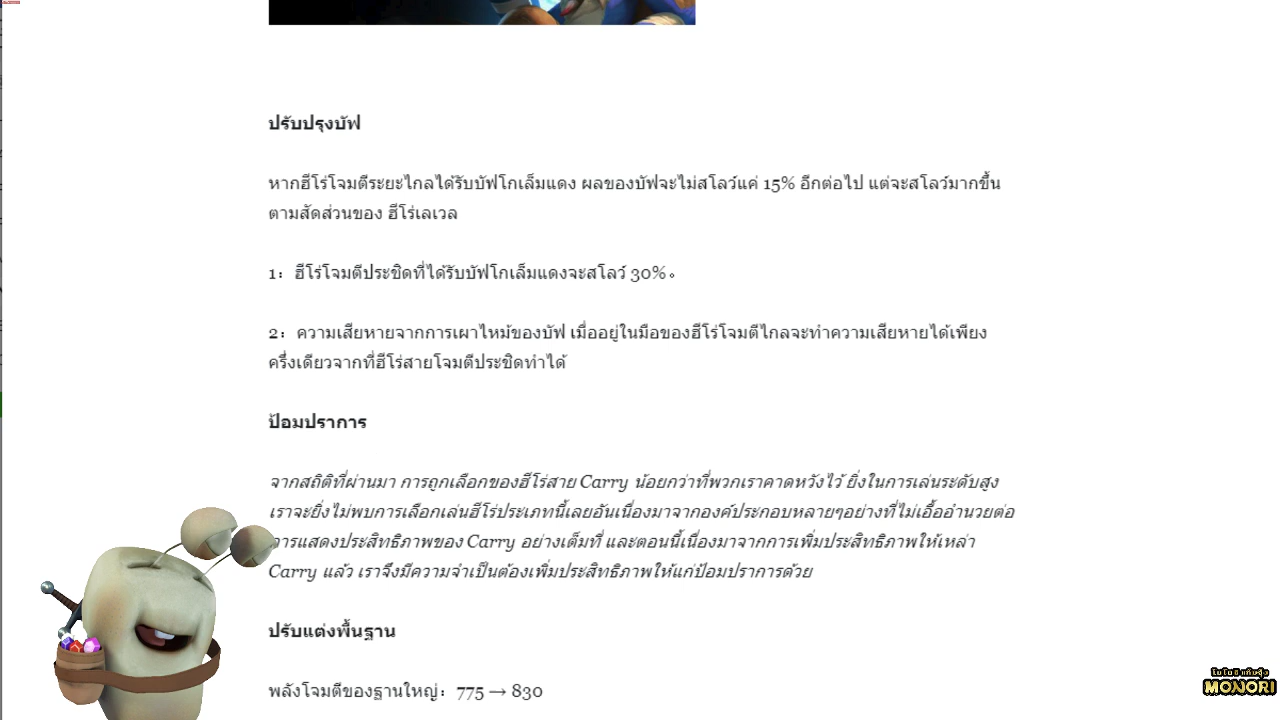 ปรับปรุงบัฟ
หากฮีโร่โจมตีระยะไกลได้รับบัฟโกเล็มแดง ผลของบัฟจะไม่สโลว์แค่ 15% อีกต่อไป แต่จะสโลว์มากขึ้น
ตามสัดส่วนของ ฮีโร่เลเวล
1：ฮีโร่โจมตีประชิดที่ได้รับบัฟโกเล็มแดงจะสโลว์ 30%。
2：ความเสียหายจากการเผาไหม้ของบัฟ เมื่ออยู่ในมือของฮีโร่โจมตีไกลจะทำความเสียหายได้เพียง
ครึ่งเดียวจากที่ฮีโร่สายโจมตีประชิดทำได้
ป้อมปราการ
จากสถิติที่ผ่านมา การถูกเลือกของฮีโร่สาย Carry น้อยกว่าที่พวกเราคาดหวังไว้ ยิ่งในการเล่นระดับสูง
เราจะยิ่งไม่พบการเลือกเล่นฮีโร่ประเภทนี้เลยอันเนื่องมาจากองค์ประกอบหลายๆอย่างที่ไม่เอื้ออำนวยต่อ
การแสดงประสิทธิภาพของ Carry อย่างเต็มที่ และตอนนี้เนื่องมาจากการเพิ่มประสิทธิภาพให้เหล่า
Carry แล้ว เราจึงมีความจำเป็นต้องเพิ่มประสิทธิภาพให้แก่ป้อมปราการด้วย
ปรับแต่งพื้นฐาน
พลังโจมตีของฐานใหญ่：775 → 830
MONORI